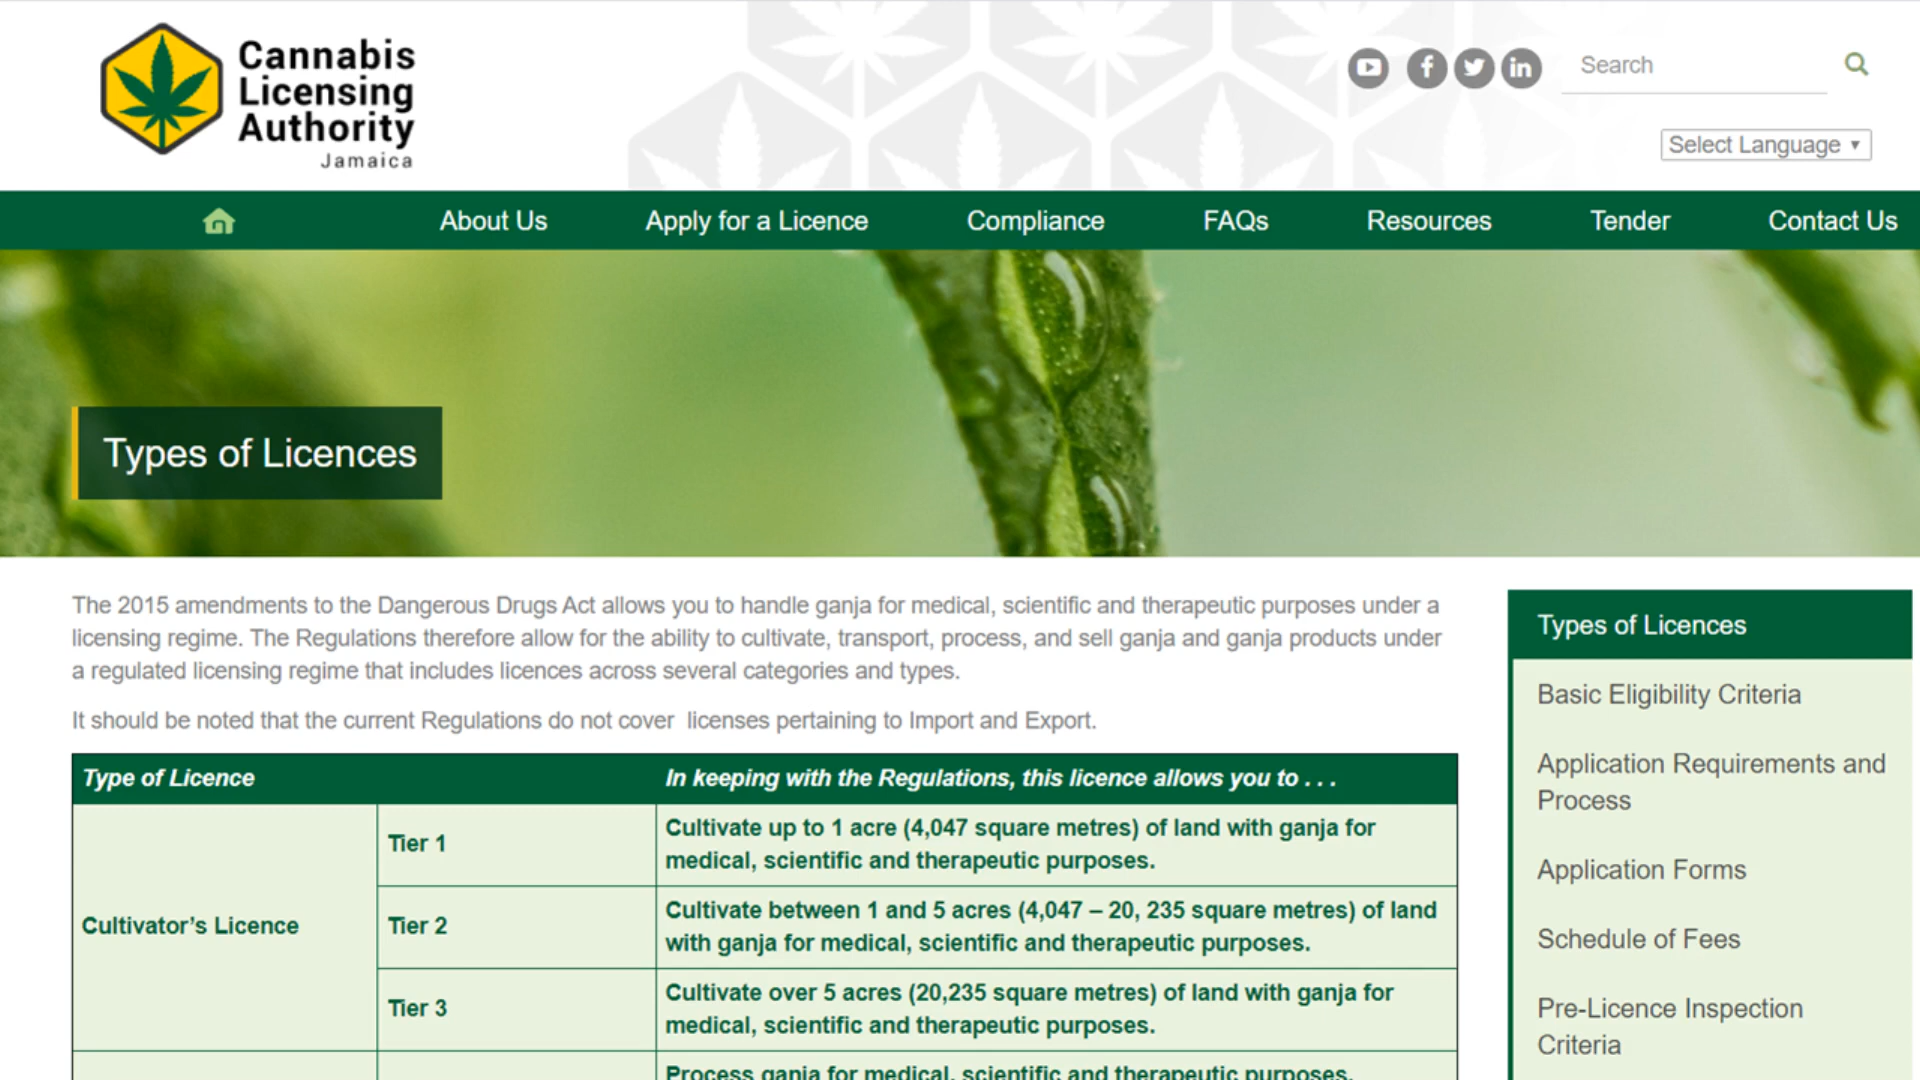 Cannabis
Licensing
Authority
Jamaica
Search
Select Language ▼
About Us
Apply for a Licence
Compliance
FAQs
Resources
Tender
Contact Us
Types of Licences
The 2015 amendments to the Dangerous Drugs Act allows you to handle ganja for medical, scientific and therapeutic purposes under a
licensing regime. The Regulations therefore allow for the ability to cultivate, transport, process, and sell ganja and ganja products under
a regulated licensing regime that includes licences across several categories and types.
It should be noted that the current Regulations do not cover  licenses pertaining to Import and Export.
Type of Licence
In keeping with the Regulations, this licence allows you to . . .
Cultivator’s Licence
Tier 1
Cultivate up to 1 acre (4,047 square metres) of land with ganja for
medical, scientific and therapeutic purposes.
Tier 2
Cultivate between 1 and 5 acres (4,047 – 20, 235 square metres) of land
with ganja for medical, scientific and therapeutic purposes.
Tier 3
Cultivate over 5 acres (20,235 square metres) of land with ganja for
medical, scientific and therapeutic purposes.
Process ganja for medical, scientific and therapeutic purposes,
Types of Licences
Basic Eligibility Criteria
Application Requirements and
Process
Application Forms
Schedule of Fees
Pre-Licence Inspection
Criteria